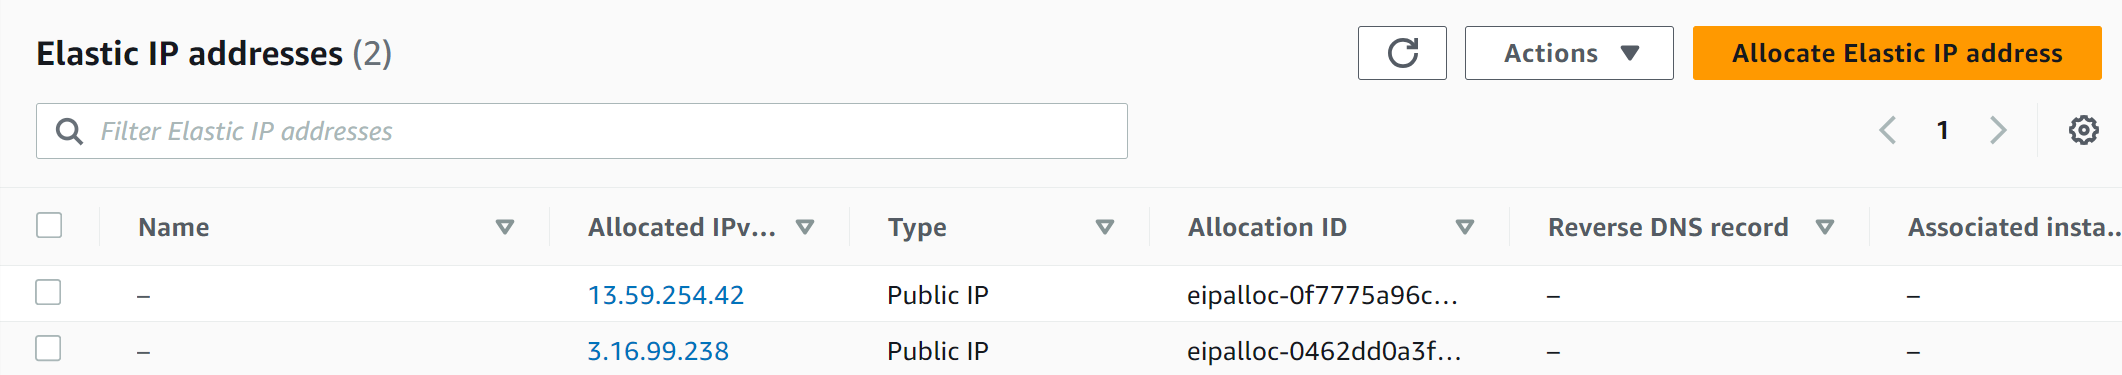 Elastic IP addresses (2)
Actions
Allocate Elastic IP address
Filter Elastic IP addresses
1
Name Allocated IPv... Type Allocation ID Reverse DNS record Associated insta...
– 13.59.254.42 Public IP eipalloc-0f7775a96c... – –
– 3.16.99.238 Public IP eipalloc-0462dd0a3f... – –